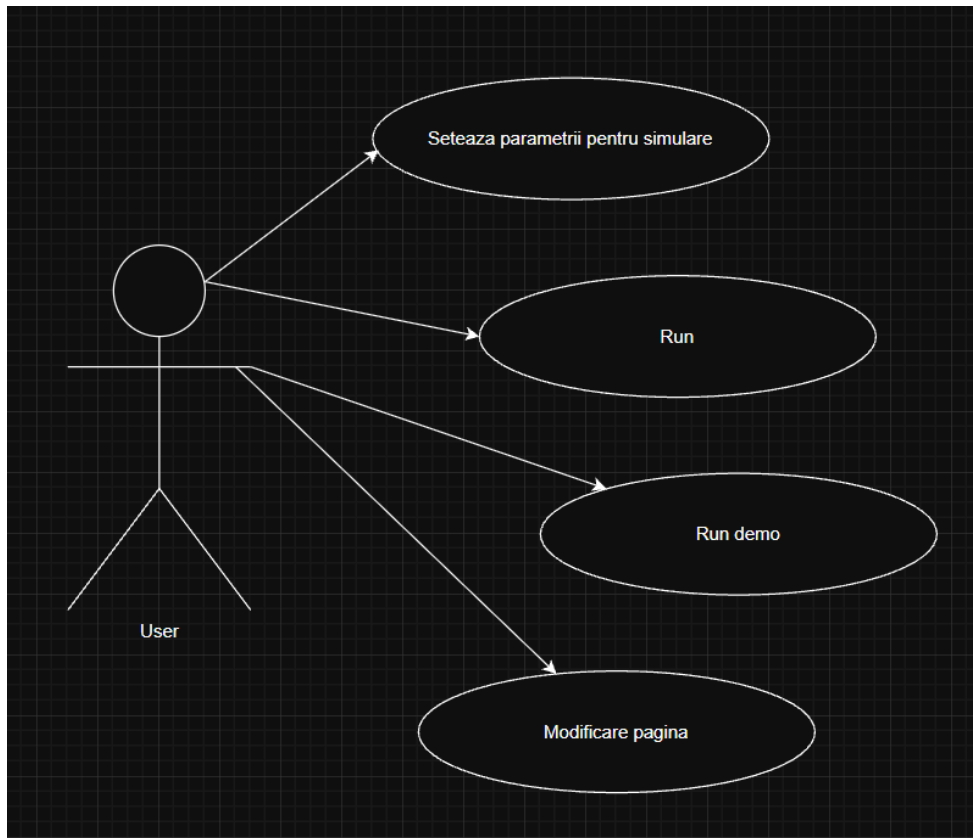 Seteaza parametrii pentru simulare
Run
Run demo
User
Modificare pagina